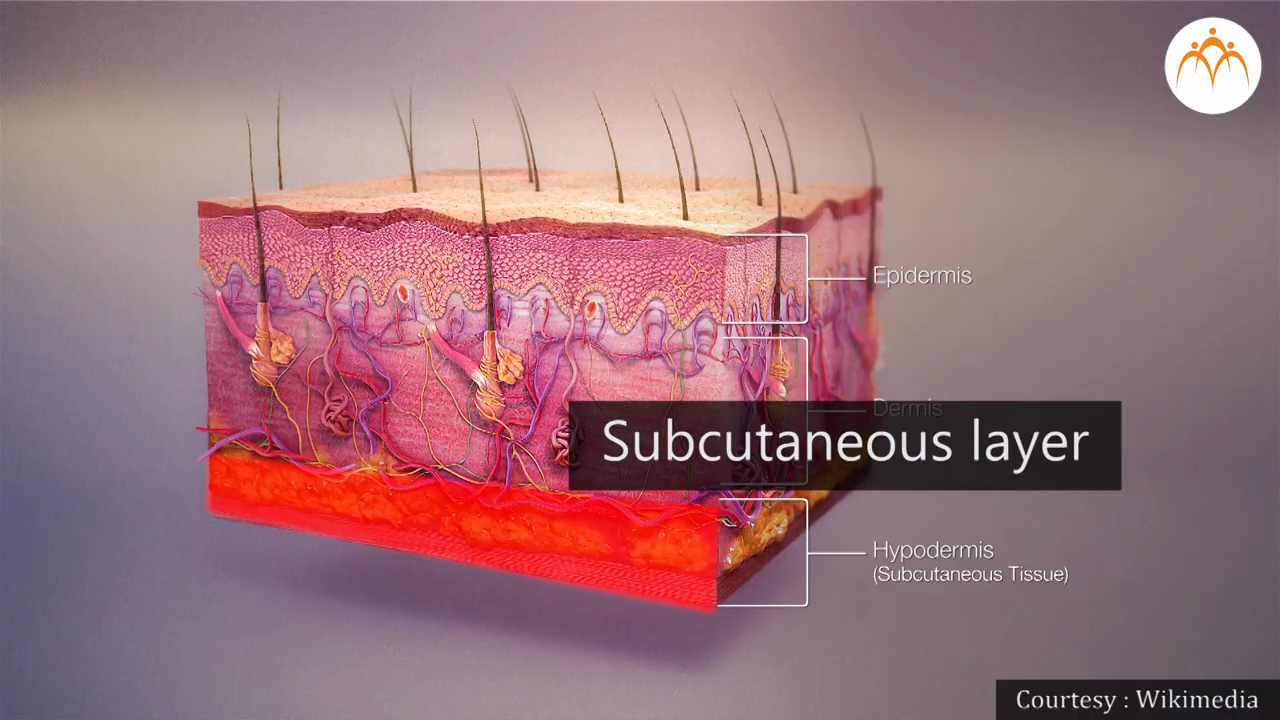 Epidermis
Dermis
Subcutaneous layer
Hypodermis
(Subcutaneous Tissue)
Courtesy : Wikimedia